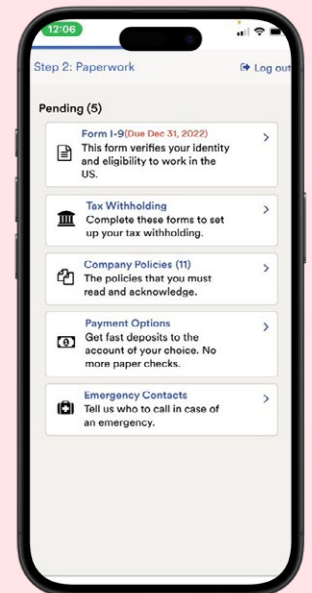 12:06
Step 2: Paperwork
Log out
Pending (5)
Form I-9(Due Dec 31, 2022)
This form verifies your identity
and eligibility to work in the
US.
Tax Withholding
Complete these forms to set
up your tax withholding.
Company Policies (11)
The policies that you must
read and acknowledge.
Payment Options
Get fast deposits to the
account of your choice. No
more paper checks.
Emergency Contacts
Tell us who to call in case of
an emergency.